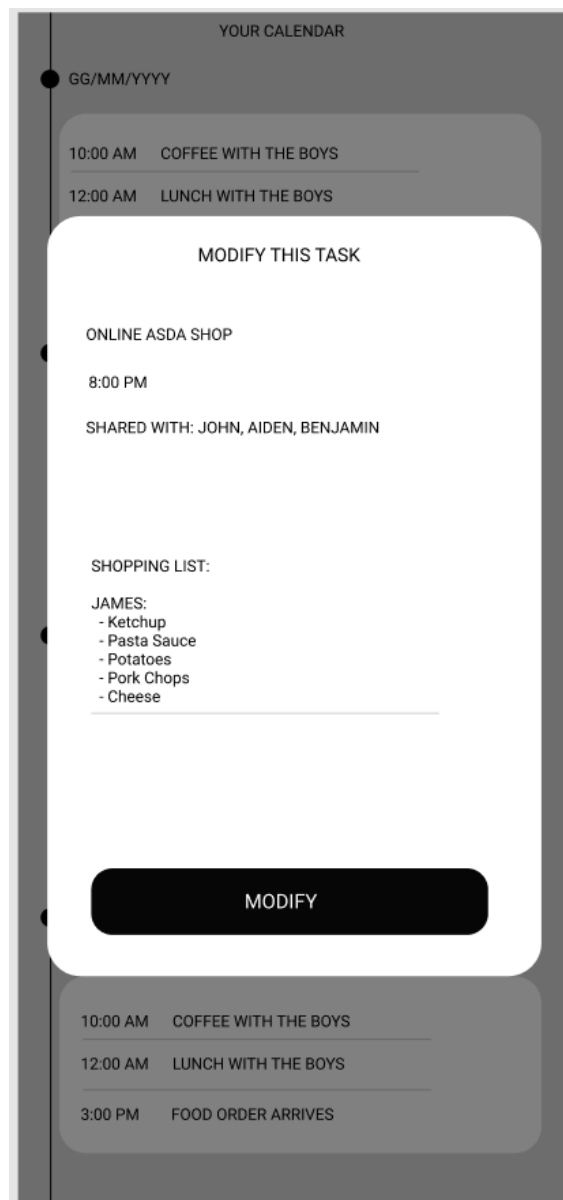 YOUR CALENDAR
GG/MM/YYYY
10:00 AM COFFEE WITH THE BOYS
12:00 AM LUNCH WITH THE BOYS
MODIFY THIS TASK
ONLINE ASDA SHOP
8:00 PM
SHARED WITH: JOHN, AIDEN, BENJAMIN
SHOPPING LIST:
JAMES:
- Ketchup
- Pasta Sauce
- Potatoes
- Pork Chops
- Cheese
MODIFY
10:00 AM COFFEE WITH THE BOYS
12:00 AM LUNCH WITH THE BOYS
3:00 PM FOOD ORDER ARRIVES